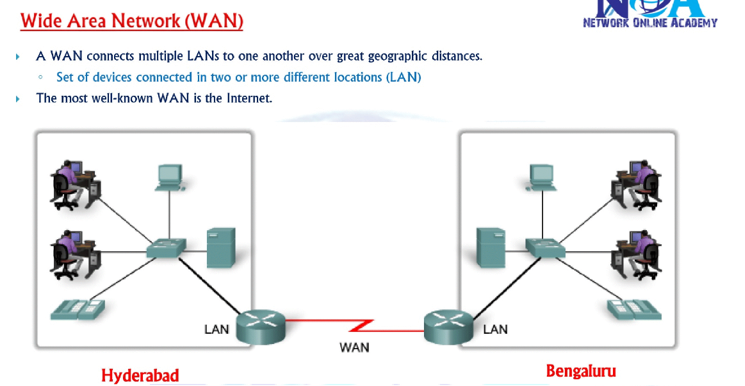 Wide Area Network (WAN)
NOA
NETWORK ONLINE ACADEMY
A WAN connects multiple LANs to one another over great geographic distances.
Set of devices connected in two or more different locations (LAN)
The most well-known WAN is the Internet.
LAN
WAN
LAN
Hyderabad
Bengaluru